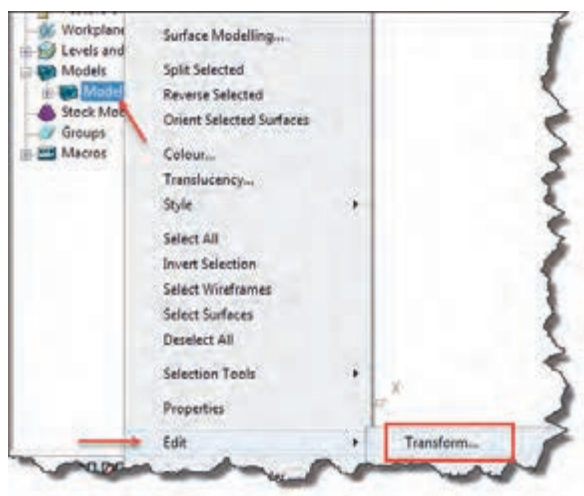 Workplane
Levels and
Models
Model
Stock Mod
Groups
Macros
Surface Modelling...
Split Selected
Reverse Selected
Orient Selected Surfaces
Colour...
Translucency...
Style
Select All
Invert Selection
Select Wireframes
Select Surfaces
Deselect All
Selection Tools
Properties
Edit
Transform...
X